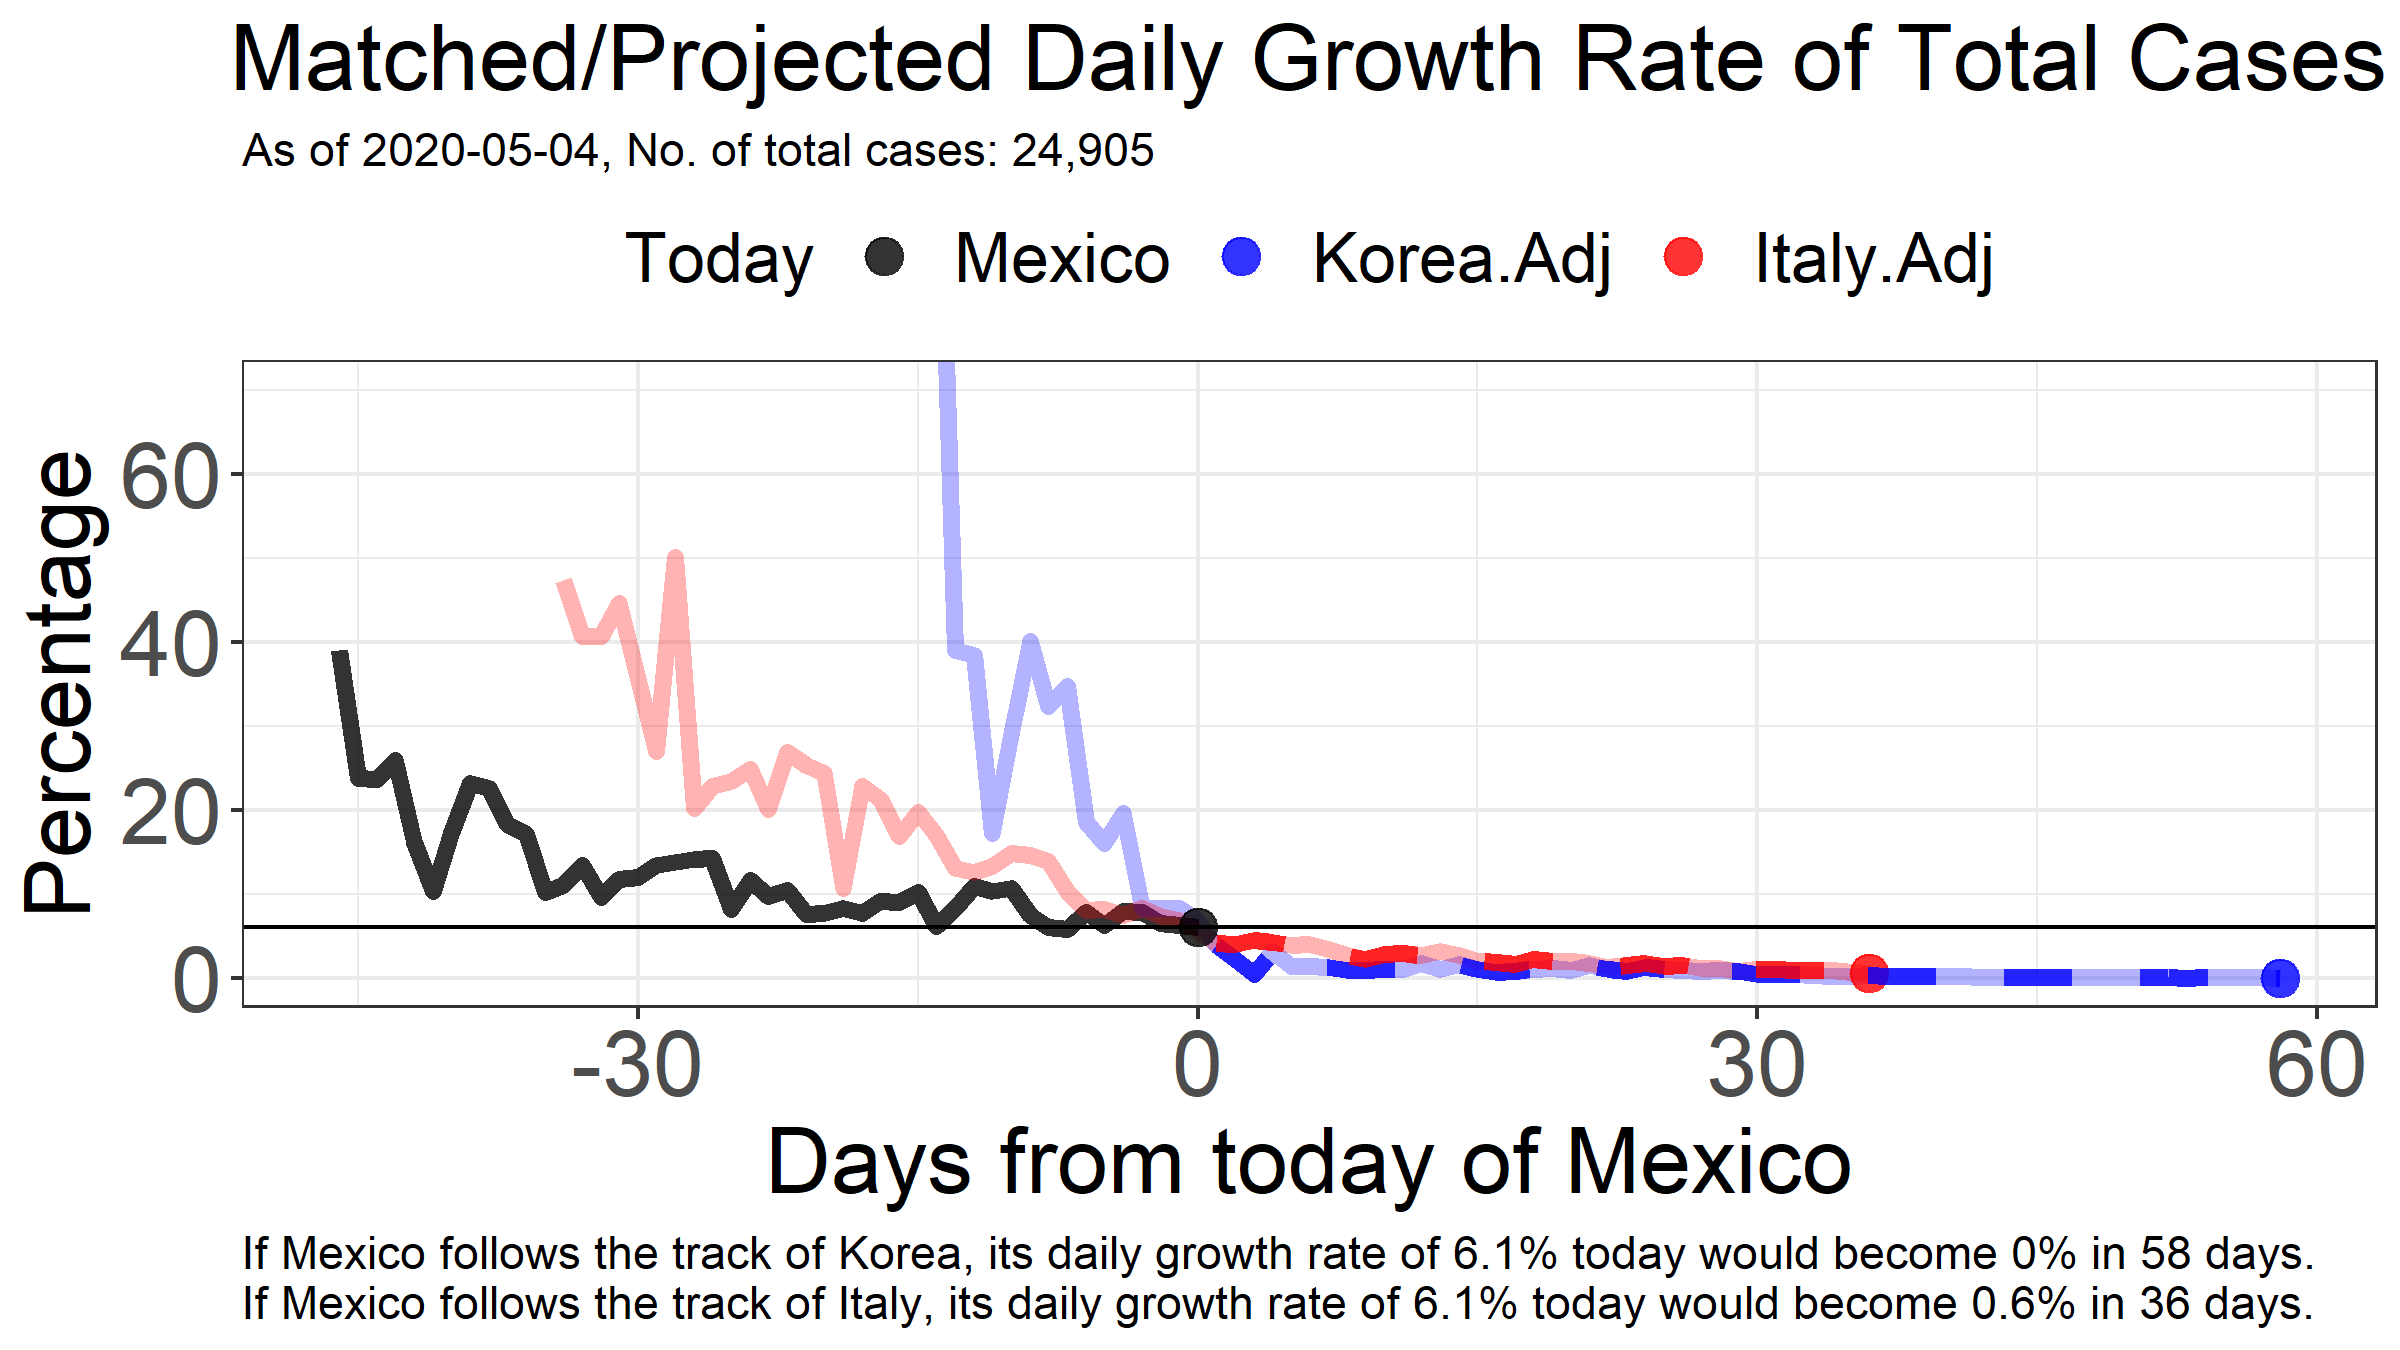 Matched/Projected Daily Growth Rate of Total Cases
As of 2020-05-04, No. of total cases: 24,905
Today Mexico Korea.Adj Italy.Adj
Percentage
60
40
20
0
-30 0 30 60
Days from today of Mexico
If Mexico follows the track of Korea, its daily growth rate of 6.1% today would become 0% in 58 days.
If Mexico follows the track of Italy, its daily growth rate of 6.1% today would become 0.6% in 36 days.